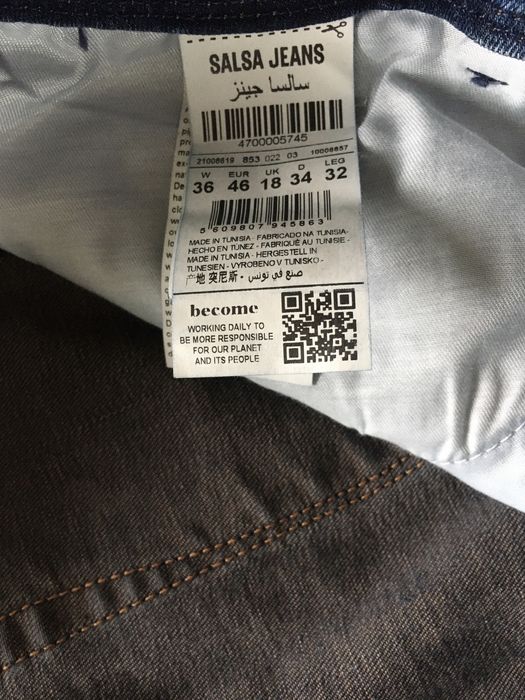 SALSA JEANS
سالسا جينز
4700005745
21008619 853 022 03 10008857
W EUR UK D LEG
36 46 18 34 32
5 609807 945863
MADE IN TUNISIA - FABRICADO NA TUNISIA-
HECHO EN TÚNEZ - FABRIQUÉ AU TUNISIE -
MADE IN TUNISIA - HERGESTELL IN
TUNESIEN - VYROBENO V TUNISKO -
产地 突尼斯 · صنع في تونس -
become
WORKING DAILY TO
BE MORE RESPONSIBLE
FOR OUR PLANET
AND ITS PEOPLE